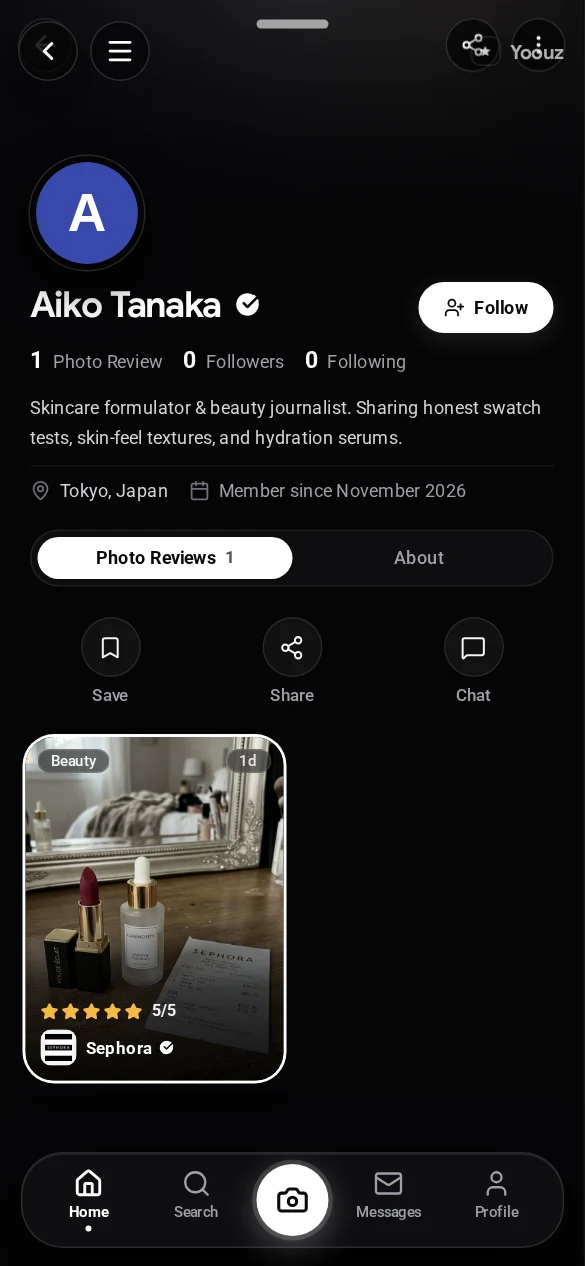 Yoouz
A
Aiko Tanaka
Follow
1 Photo Review 0 Followers 0 Following
Skincare formulator & beauty journalist. Sharing honest swatch
tests, skin-feel textures, and hydration serums.
Tokyo, Japan Member since November 2026
Photo Reviews 1 About
Save Share Chat
Beauty 1d
SEPHORA
5/5
SEPHORA
Sephora
Home Search Messages Profile